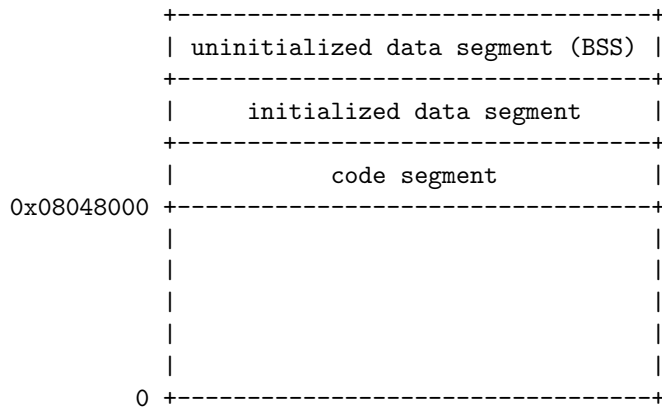 uninitialized data segment (BSS)
initialized data segment
code segment
0x08048000
0